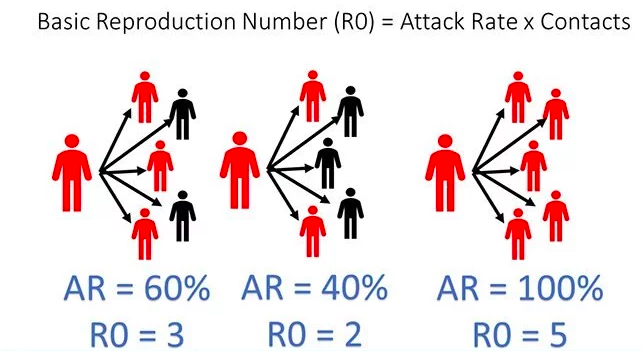 Basic Reproduction Number (R0) = Attack Rate x Contacts
AR = 60% AR = 40% AR = 100%
R0 = 3 R0 = 2 R0 = 5